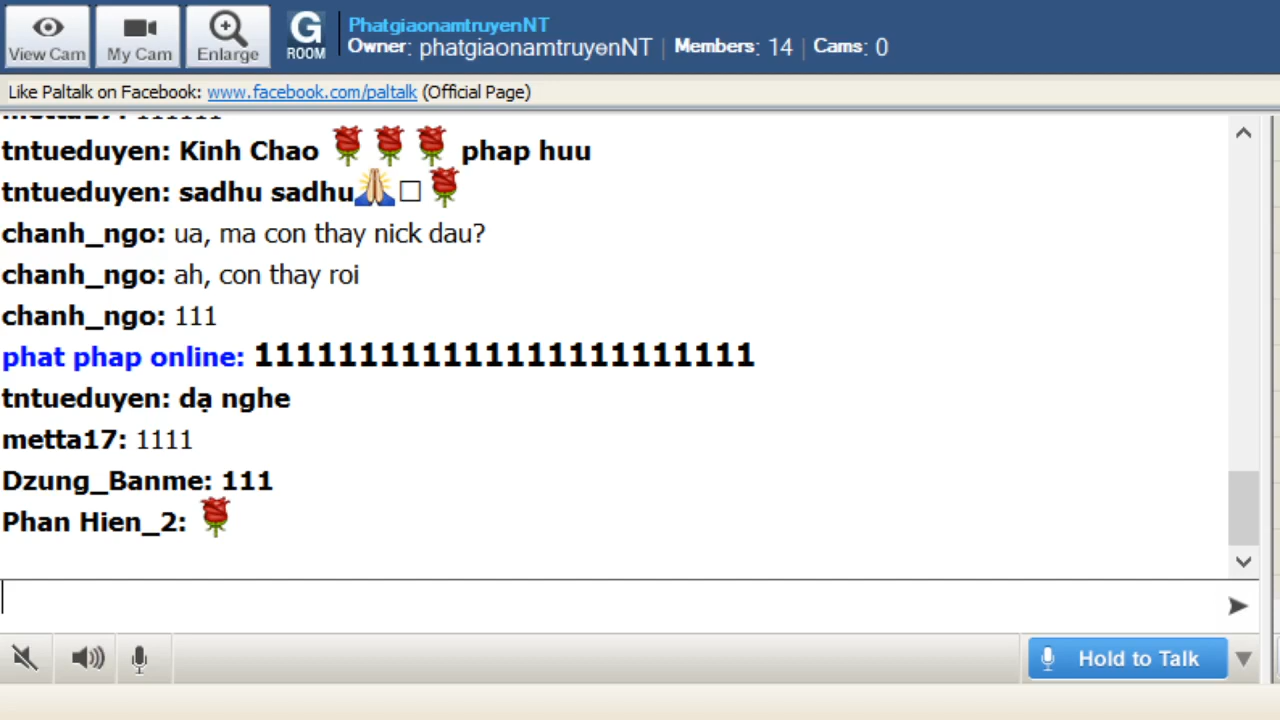 View Cam
My Cam
Enlarge
G ROOM
PhatgiaonamtruyenNT
Owner: phatgiaonamtruyenNT | Members: 14 | Cams: 0
Like Paltalk on Facebook: www.facebook.com/paltalk (Official Page)
metta17: 111111
tntueduyen: Kinh Chao 🌹🌹🌹 phap huu
tntueduyen: sadhu sadhu🙏□🌹
chanh_ngo: ua, ma con thay nick dau?
chanh_ngo: ah, con thay roi
chanh_ngo: 111
phat phap online: 111111111111111111111111
tntueduyen: dạ nghe
metta17: 1111
Dzung_Banme: 111
Phan Hien_2: 🌹
Hold to Talk